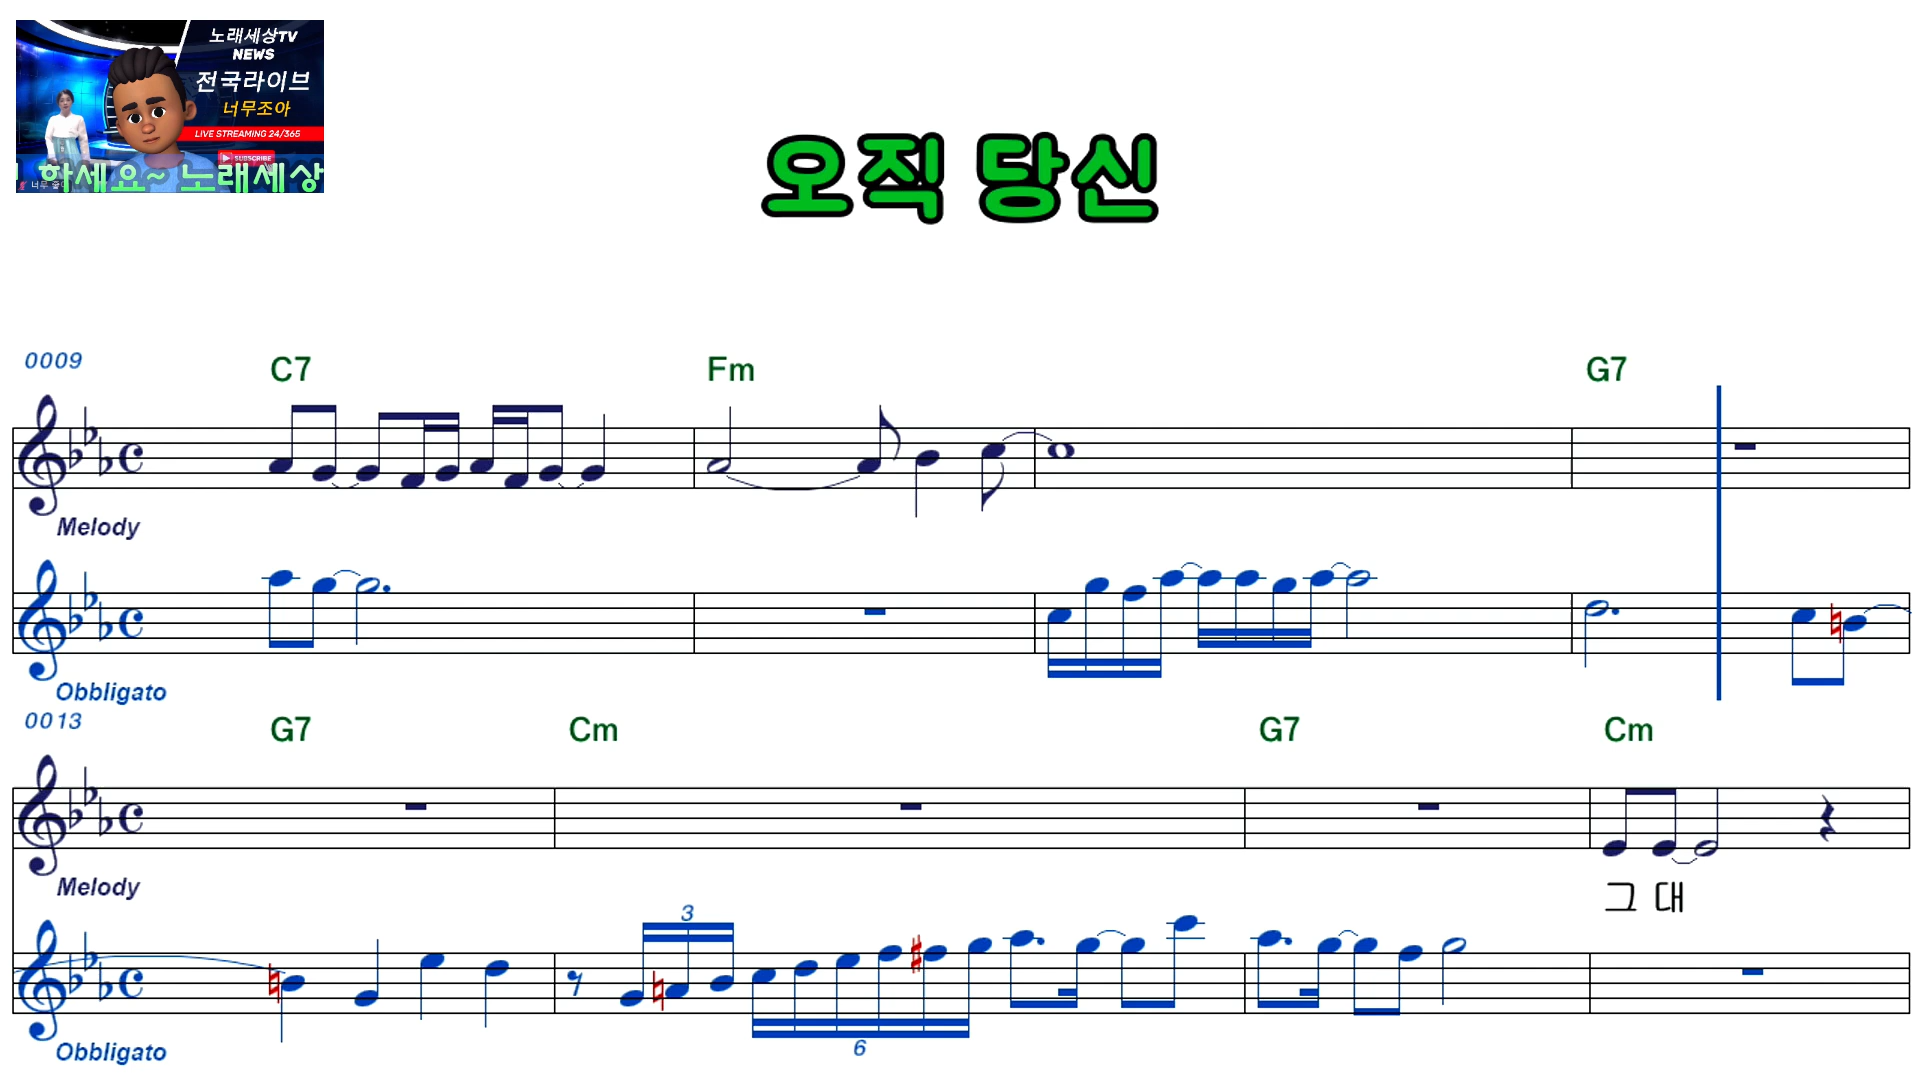 노래세상TV
NEWS
전국라이브
너무조아
LIVE STREAMING 24/365
SUBSCRIBE
하세요~ 노래세상
오직 당신
0009
C7 Fm G7
Melody
Obbligato
0013
G7 Cm G7 Cm
Melody
그 대
3
6
Obbligato